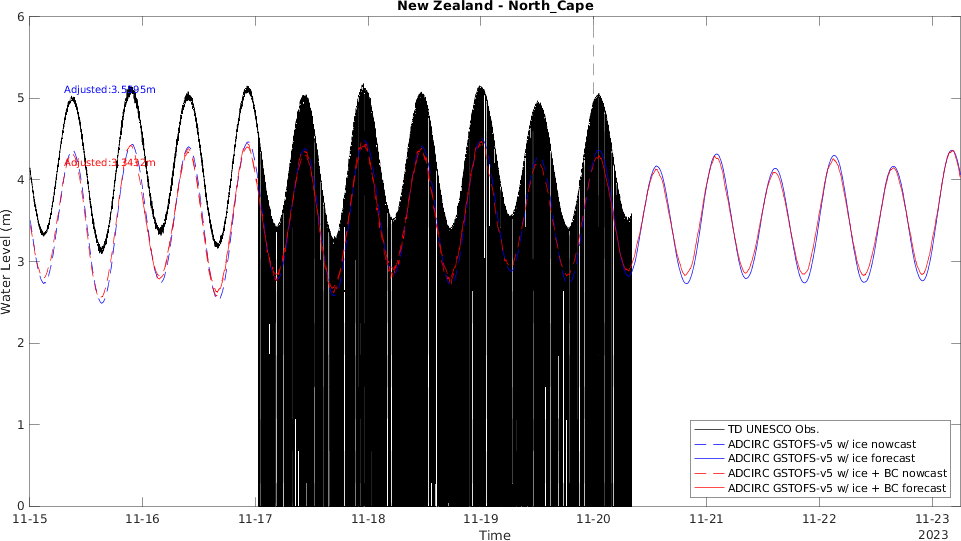 New Zealand - North_Cape
6
5
4
3
2
1
0
Water Level (m)
Adjusted:3.5595m
Adjusted:3.3432m
11-15
11-16
11-17
11-18
11-19
11-20
11-21
11-22
11-23
2023
Time
TD UNESCO Obs.
ADCIRC GSTOFS-v5 w/ ice nowcast
ADCIRC GSTOFS-v5 w/ ice forecast
ADCIRC GSTOFS-v5 w/ ice + BC nowcast
ADCIRC GSTOFS-v5 w/ ice + BC forecast